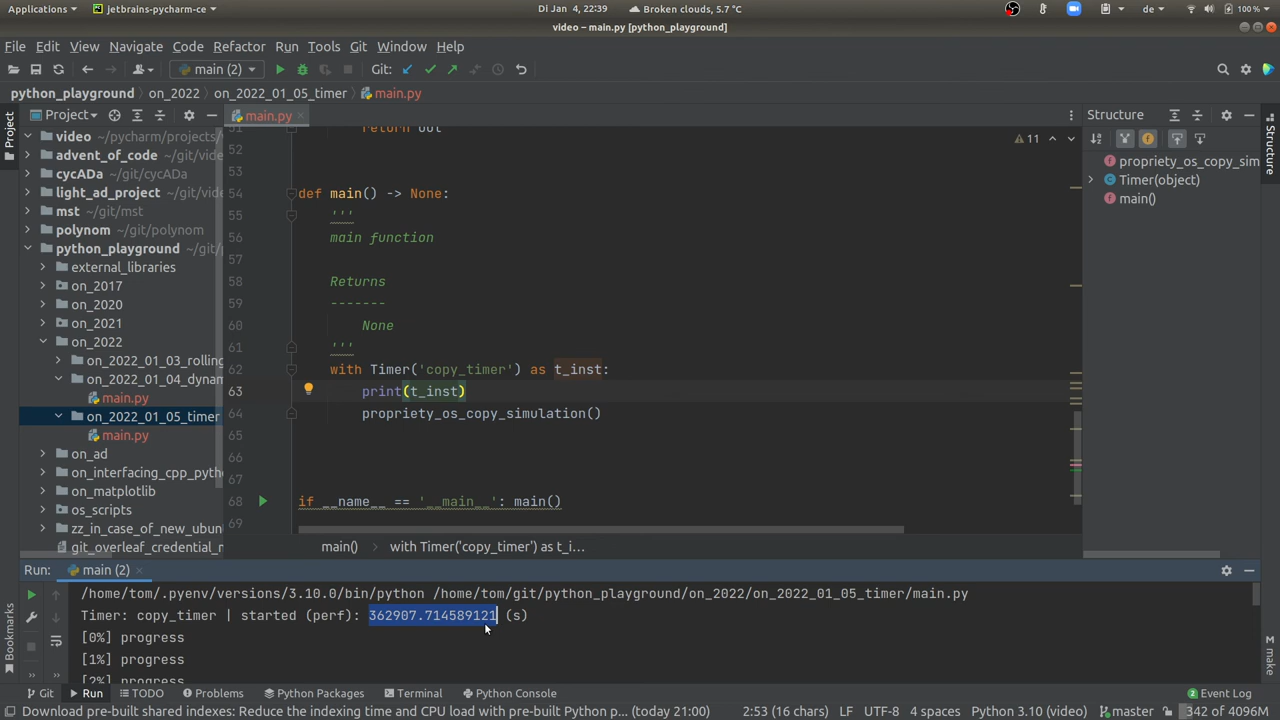 Applications
jetbrains-pycharm-ce
Di Jan 4, 22:39
Broken clouds, 5.7 °C
de
100 %
video – main.py [python_playground]
File Edit View Navigate Code Refactor Run Tools Git Window Help
main (2)
Git:
python_playground on_2022 on_2022_01_05_timer main.py
Project
Project
video ~/pycharm/projects/
advent_of_code ~/git/vide
cycADa ~/git/cycADa
light_ad_project ~/git/vide
mst ~/git/mst
polynom ~/git/polynom
python_playground ~/git/p
external_libraries
on_2017
on_2020
on_2021
on_2022
on_2022_01_03_rolling
on_2022_01_04_dynam
main.py
on_2022_01_05_timer
main.py
on_ad
on_interfacing_cpp_pyth
on_matplotlib
os_scripts
zz_in_case_of_new_ubun
git_overleaf_credential_m
main.py
11
51 return out
52
53
54 def main() -> None:
55 '''
56 main function
57
58 Returns
59 -------
60 None
61 '''
62 with Timer('copy_timer') as t_inst:
63 print(t_inst)
64 propriety_os_copy_simulation()
65
66
67
68 if __name__ == '__main__': main()
69
main() with Timer('copy_timer') as t_i...
Structure
propriety_os_copy_sim
Timer(object)
main()
Structure
make
Run: main (2)
/home/tom/.pyenv/versions/3.10.0/bin/python /home/tom/git/python_playground/on_2022/on_2022_01_05_timer/main.py
Timer: copy_timer | started (perf): 362907.714589121 (s)
[0%] progress
[1%] progress
[2%] progress
Bookmarks
Git Run TODO Problems Python Packages Terminal Python Console
2 Event Log
Download pre-built shared indexes: Reduce the indexing time and CPU load with pre-built Python p... (today 21:00)
2:53 (16 chars) LF UTF-8 4 spaces Python 3.10 (video) master 342 of 4096M